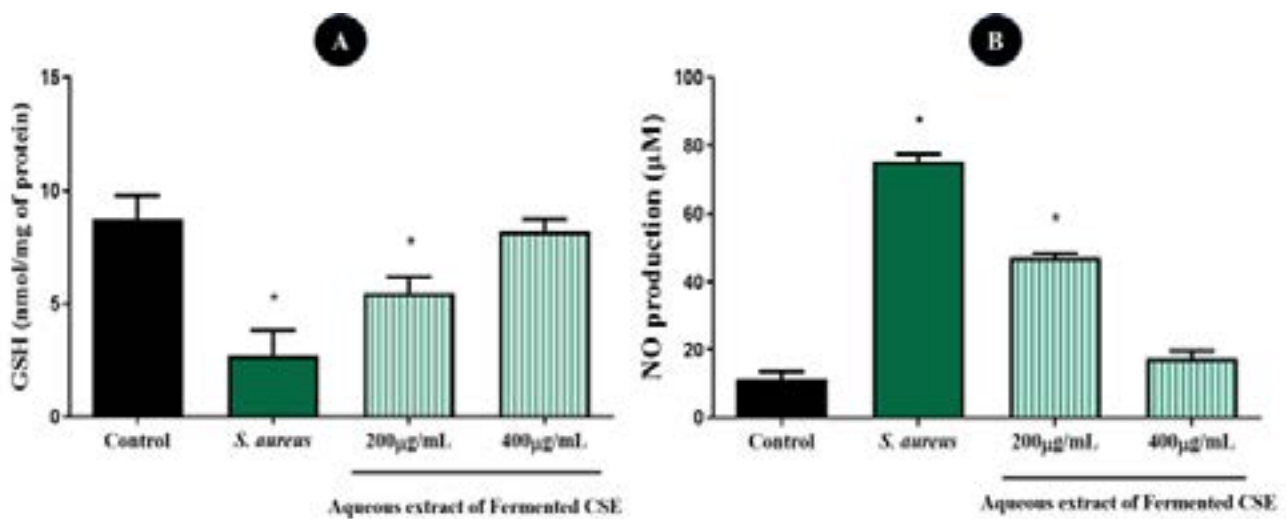 A
15
10
5
0
GSH (nmol/mg of protein)
*
*
Control
S. aureus
200µg/mL
400µg/mL
Aqueous extract of Fermented CSE
B
100
80
60
40
20
0
NO production (µM)
*
*
Control
S. aureus
200µg/mL
400µg/mL
Aqueous extract of Fermented CSE